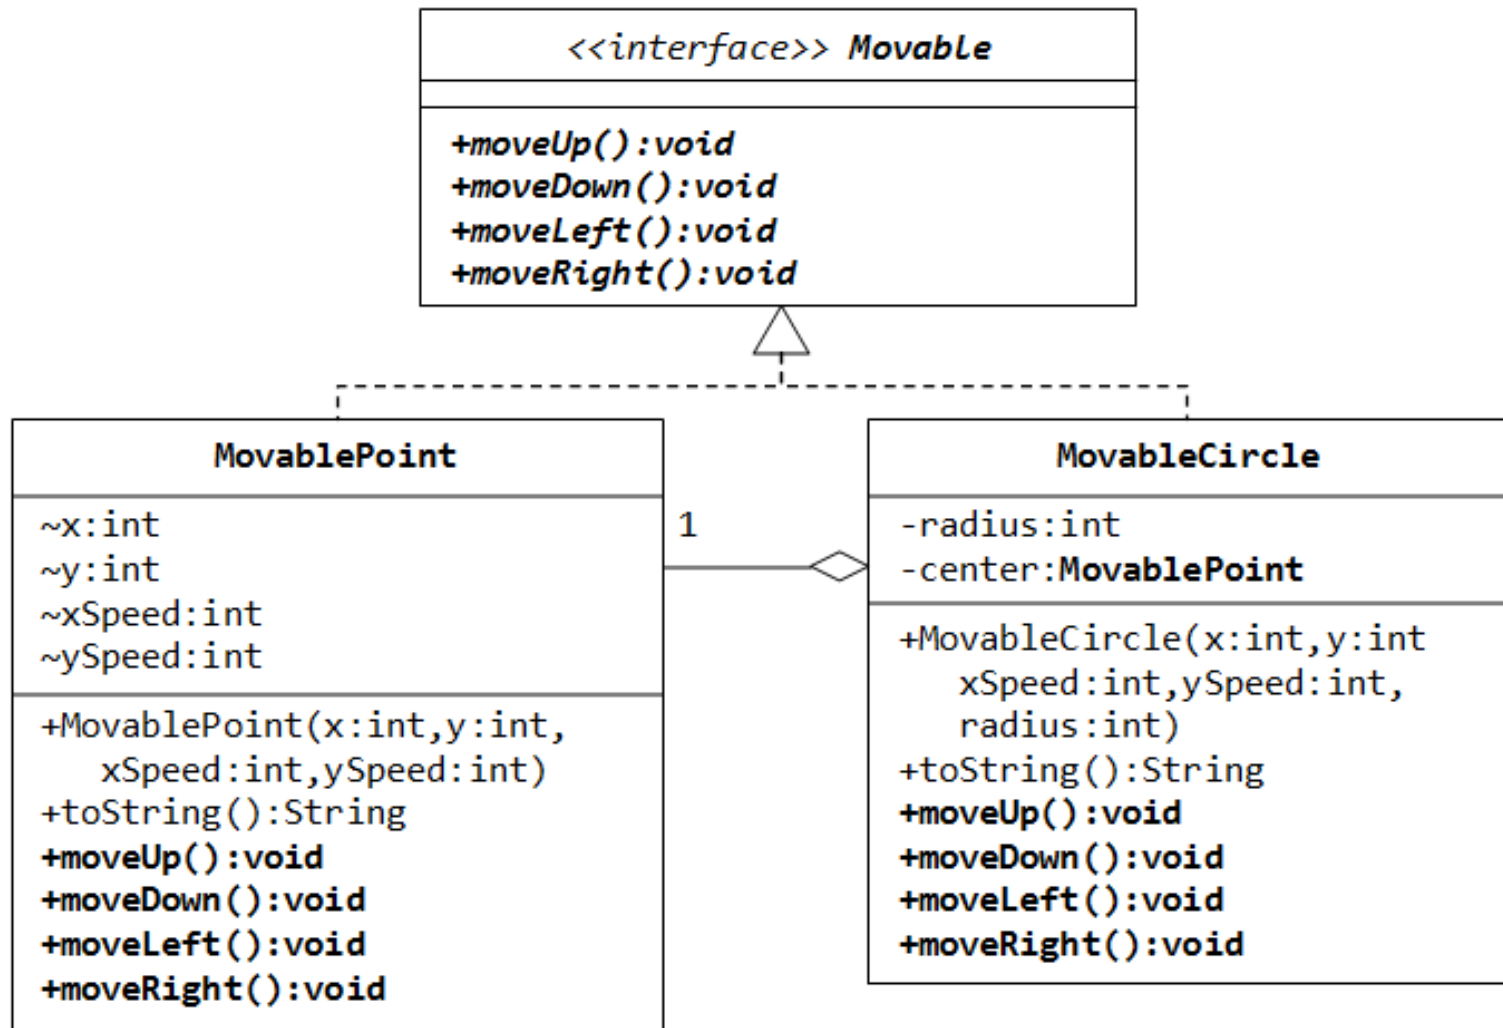 <<interface>> Movable
+moveUp():void
+moveDown():void
+moveLeft():void
+moveRight():void
MovablePoint
~x:int
~y:int
~xSpeed:int
~ySpeed:int
+MovablePoint(x:int,y:int,
xSpeed:int,ySpeed:int)
+toString():String
+moveUp():void
+moveDown():void
+moveLeft():void
+moveRight():void
1
MovableCircle
-radius:int
-center:MovablePoint
+MovableCircle(x:int,y:int
xSpeed:int,ySpeed:int,
radius:int)
+toString():String
+moveUp():void
+moveDown():void
+moveLeft():void
+moveRight():void